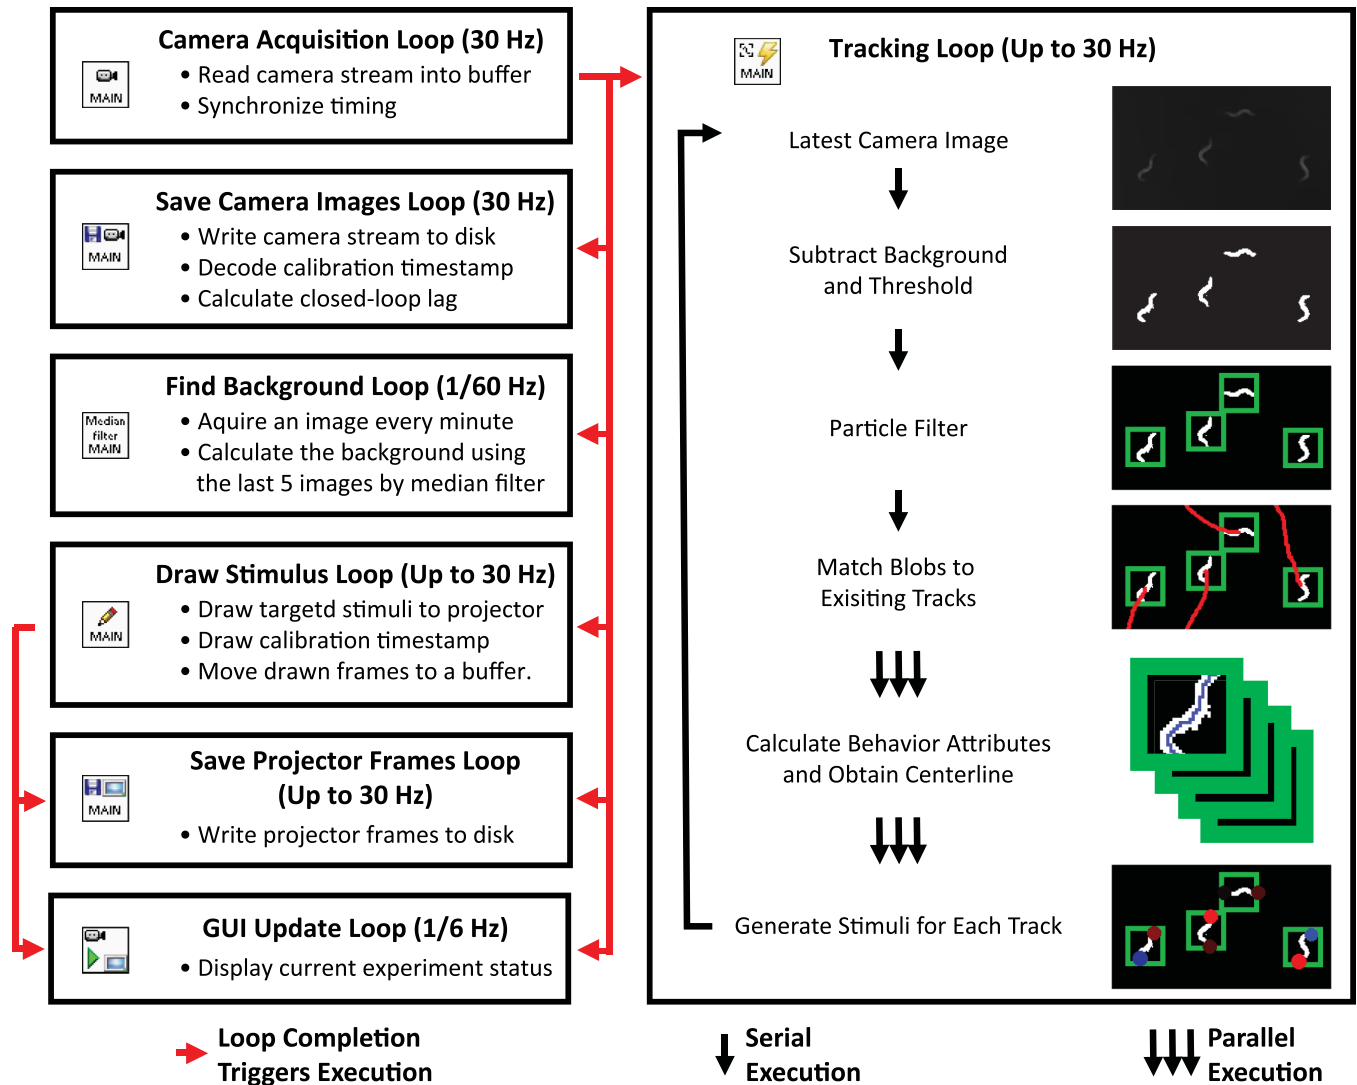 Camera Acquisition Loop (30 Hz)
MAIN
• Read camera stream into buffer
• Synchronize timing
Save Camera Images Loop (30 Hz)
MAIN
• Write camera stream to disk
• Decode calibration timestamp
• Calculate closed-loop lag
Find Background Loop (1/60 Hz)
Median
filter
MAIN
• Aquire an image every minute
• Calculate the background using
the last 5 images by median filter
Draw Stimulus Loop (Up to 30 Hz)
MAIN
• Draw targetd stimuli to projector
• Draw calibration timestamp
• Move drawn frames to a buffer.
Save Projector Frames Loop
(Up to 30 Hz)
MAIN
• Write projector frames to disk
GUI Update Loop (1/6 Hz)
• Display current experiment status
Tracking Loop (Up to 30 Hz)
MAIN
Latest Camera Image
Subtract Background
and Threshold
Particle Filter
Match Blobs to
Exisiting Tracks
Calculate Behavior Attributes
and Obtain Centerline
Generate Stimuli for Each Track
Loop Completion
Triggers Execution
Serial
Execution
Parallel
Execution